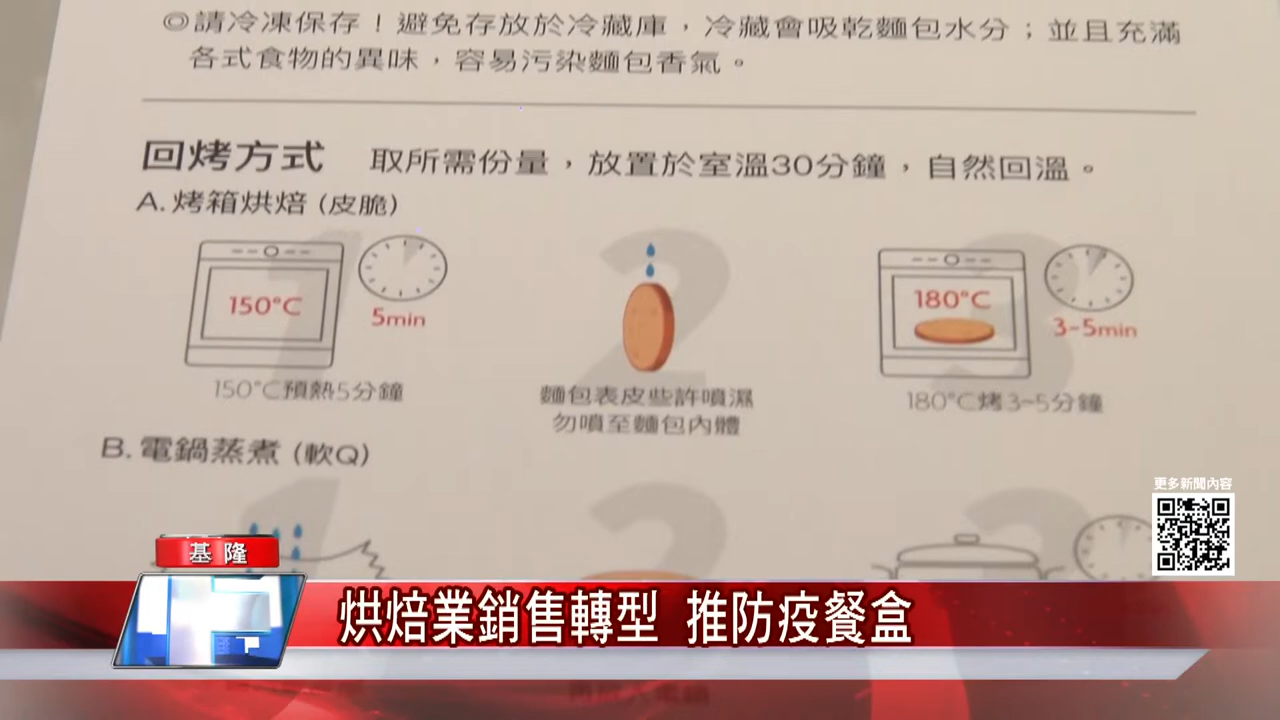 ◎請冷凍保存！避免存放於冷藏庫，冷藏會吸乾麵包水分；並且充滿
各式食物的異味，容易污染麵包香氣。
回烤方式 取所需份量，放置於室溫30分鐘，自然回溫。
A.烤箱烘焙(皮脆)
1 2 3
150°C
5min
180°C
3-5min
150°C預熱5分鐘
麵包表皮些許噴濕
勿噴至麵包內體
180°C烤3~5分鐘
B.電鍋蒸煮(軟Q)
1 2 3
更多新聞內容
基隆
烘焙業銷售轉型 推防疫餐盒